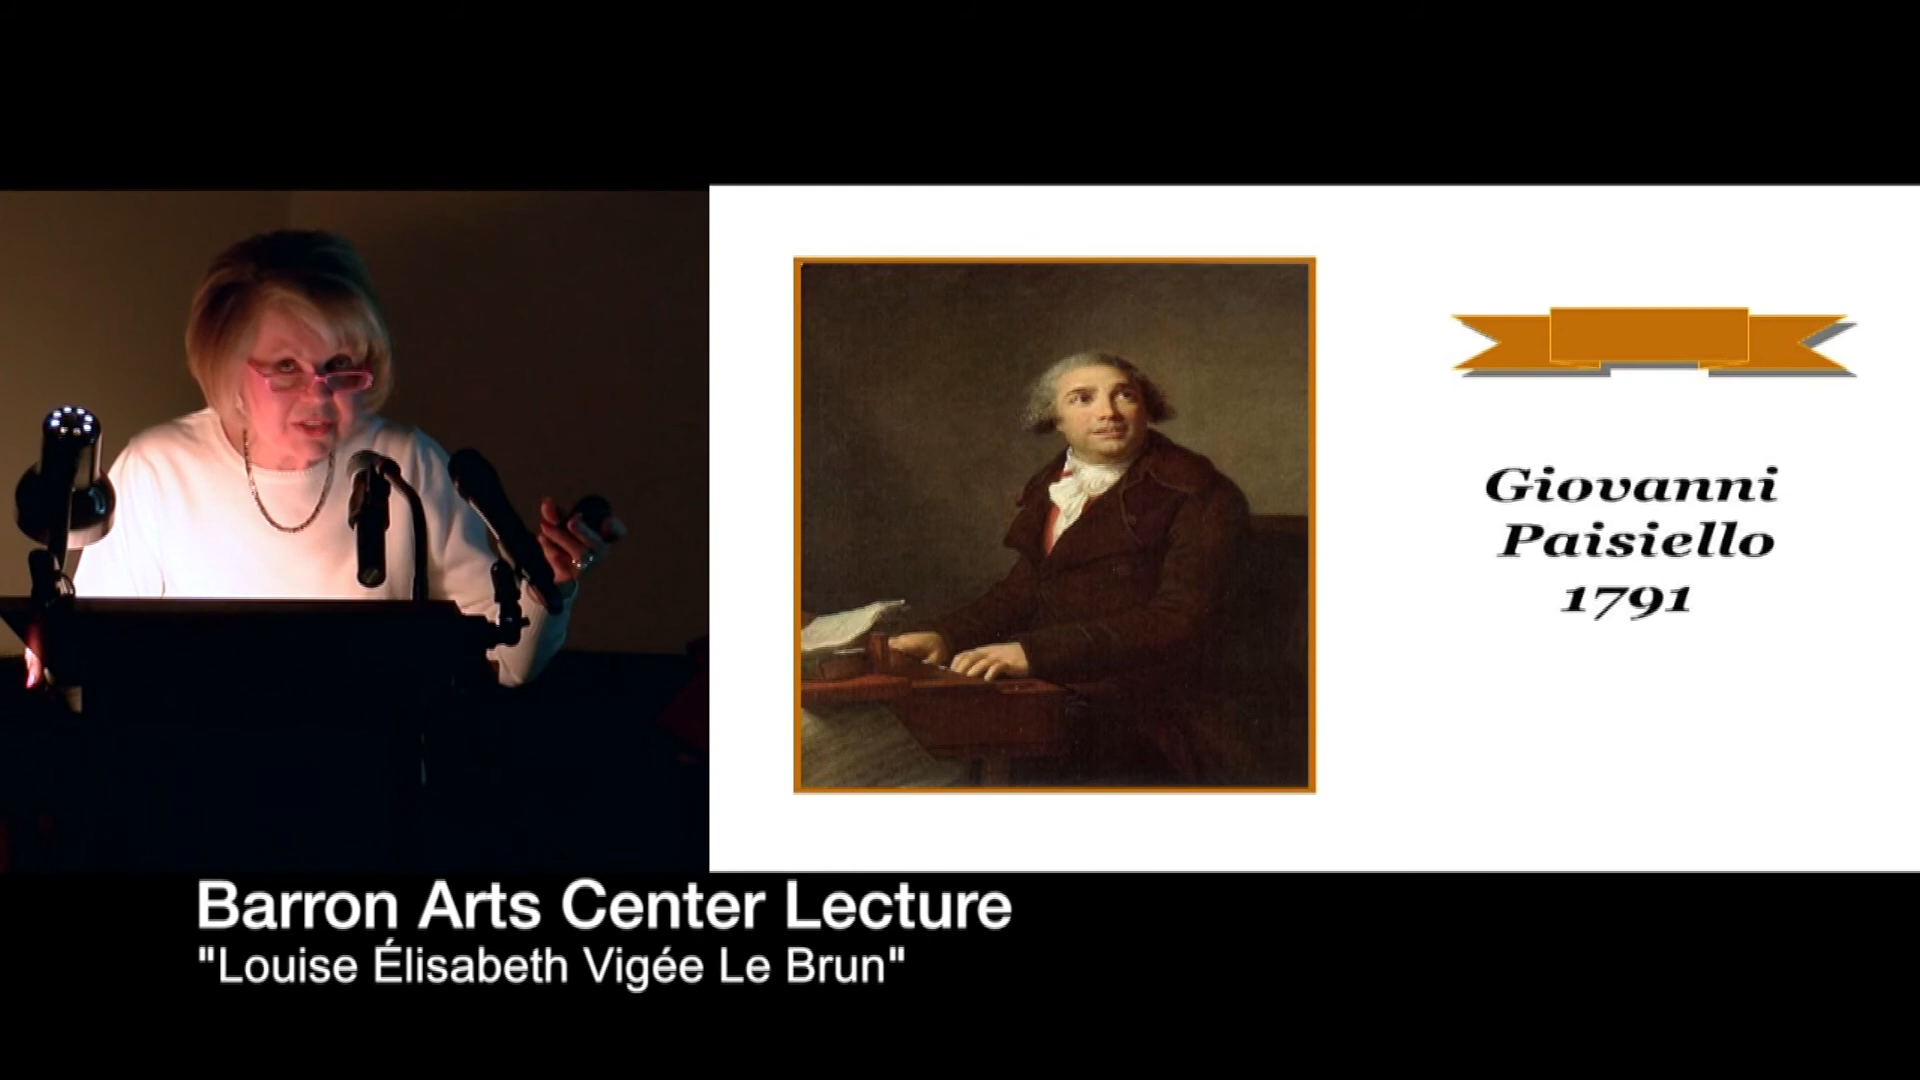 Giovanni
Paisiello
1791
Barron Arts Center Lecture
"Louise Élisabeth Vigée Le Brun"